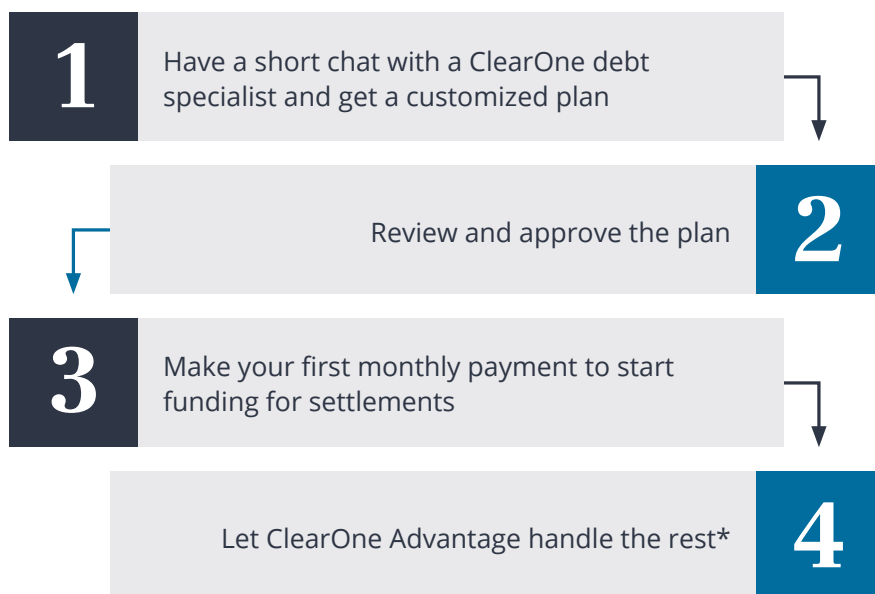 1
Have a short chat with a ClearOne debt
specialist and get a customized plan
Review and approve the plan
2
3
Make your first monthly payment to start
funding for settlements
Let ClearOne Advantage handle the rest*
4